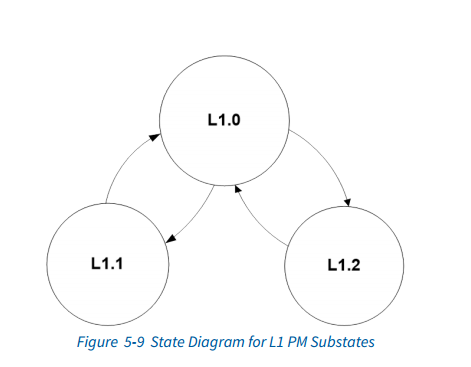 L1.0
L1.1
L1.2
Figure 5-9 State Diagram for L1 PM Substates